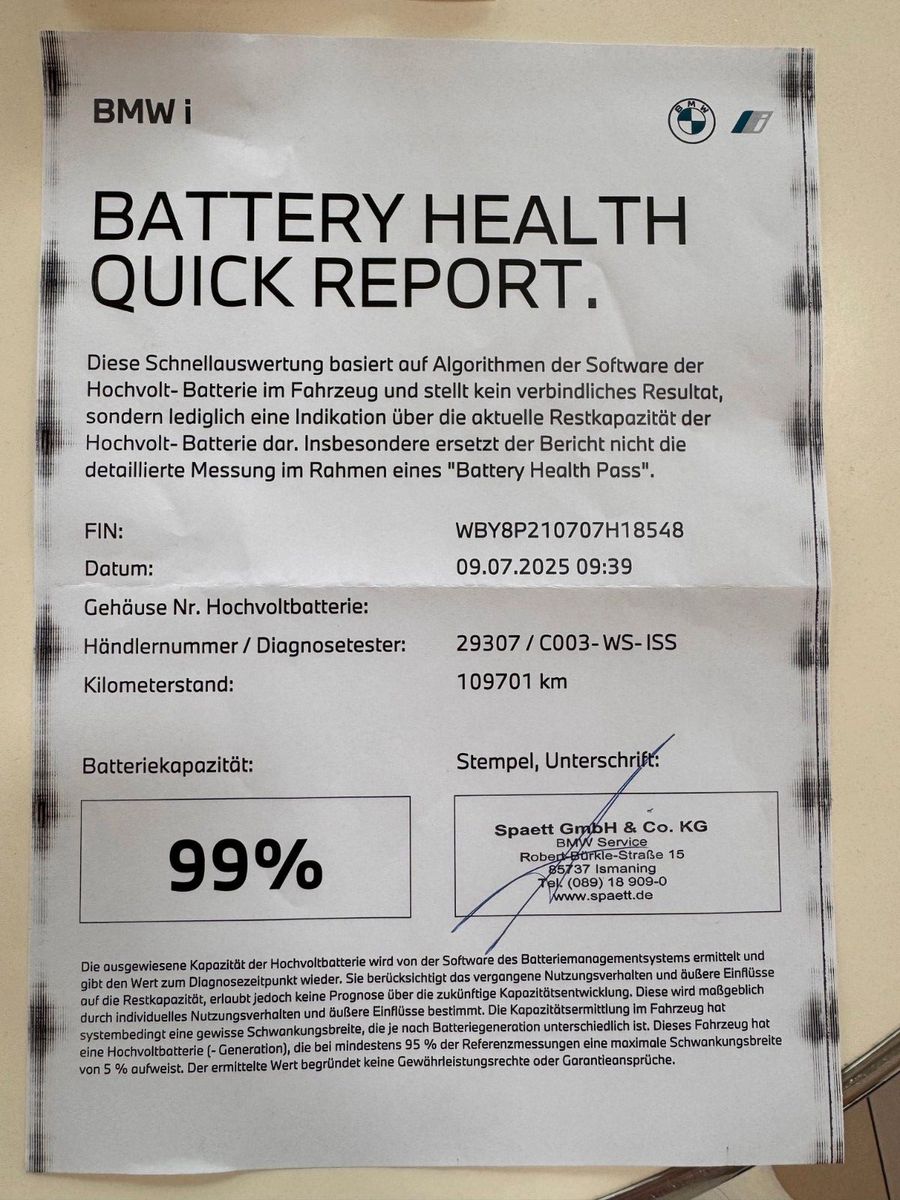 BMW i
BMW
i
BATTERY HEALTH
QUICK REPORT.
Diese Schnellauswertung basiert auf Algorithmen der Software der
Hochvolt- Batterie im Fahrzeug und stellt kein verbindliches Resultat,
sondern lediglich eine Indikation über die aktuelle Restkapazität der
Hochvolt- Batterie dar. Insbesondere ersetzt der Bericht nicht die
detaillierte Messung im Rahmen eines "Battery Health Pass".
FIN: WBY8P210707H18548
Datum: 09.07.2025 09:39
Gehäuse Nr. Hochvoltbatterie:
Händlernummer / Diagnosetester: 29307 / C003- WS- ISS
Kilometerstand: 109701 km
Batteriekapazität: Stempel, Unterschrift:
99%
Spaett GmbH & Co. KG
BMW Service
Robert-Bürkle-Straße 15
85737 Ismaning
Tel. (089) 18 909-0
www.spaett.de
Die ausgewiesene Kapazität der Hochvoltbatterie wird von der Software des Batteriemanagementsystems ermittelt und
gibt den Wert zum Diagnosezeitpunkt wieder. Sie berücksichtigt das vergangene Nutzungsverhalten und äußere Einflüsse
auf die Restkapazität, erlaubt jedoch keine Prognose über die zukünftige Kapazitätsentwicklung. Diese wird maßgeblich
durch individuelles Nutzungsverhalten und äußere Einflüsse bestimmt. Die Kapazitätsermittlung im Fahrzeug hat
systembedingt eine gewisse Schwankungsbreite, die je nach Batteriegeneration unterschiedlich ist. Dieses Fahrzeug hat
eine Hochvoltbatterie (- Generation), die bei mindestens 95 % der Referenzmessungen eine maximale Schwankungsbreite
von 5 % aufweist. Der ermittelte Wert begründet keine Gewährleistungsrechte oder Garantieansprüche.